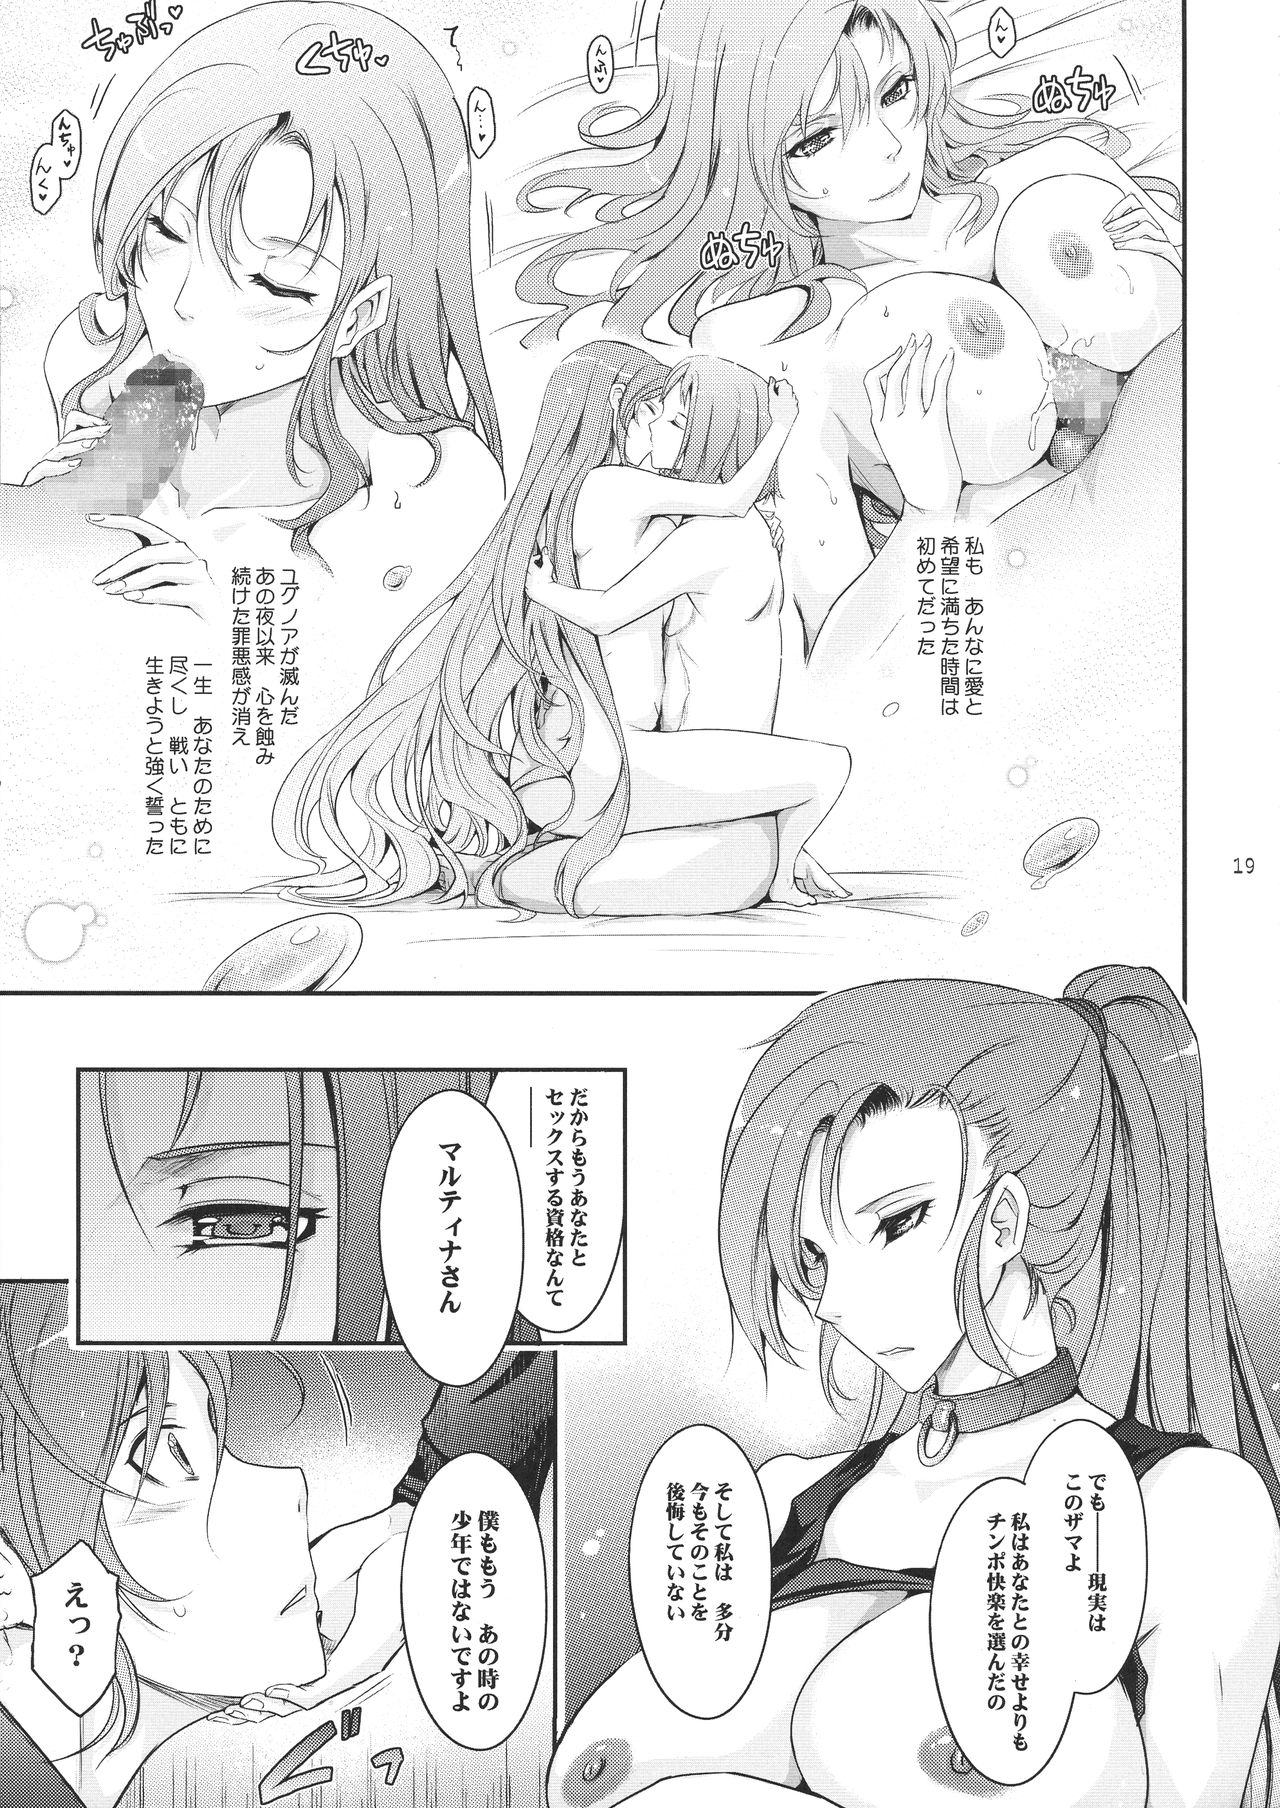 んぶ♥
ん♥
ぬちゅ
ぬちゅ
私も あんなに愛と
希望に満ちた時間は
初めてだった
ちゅぶっ
くちゅ
て〜
ん…♥
んちゅ♥
んく♥
ユグノアが滅んだ
あの夜以来 心を蝕み
続けた罪悪感が消え
一生 あなたのために
尽くし 戦い ともに
生きようと強く誓った
19
でも――現実は
このザマよ
私はあなたとの幸せよりも
チンポ快楽を選んだの
そして私は 多分
今もそのことを
後悔していない
だからもうあなたと
セックスする資格なんて
――
マルティナさん
僕ももう あの時の
少年ではないですよ
ぐっ
えっ？